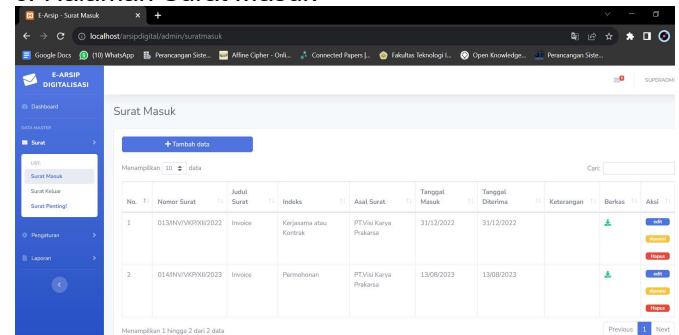 E-Arsip - Surat Masuk
localhost/arsipdigital/admin/suratmasuk
Google Docs (10) WhatsApp Perancangan Siste... Affine Cipher - Onli... Connected Papers |... Fakultas Teknologi I... Open Knowledge... Perancangan Siste...
E-ARSIP
DIGITALISASI
SUPERADMI
Dashboard
DATA MASTER
Surat
LIST:
Surat Masuk
Surat Keluar
Surat Penting!
Pengaturan
Laporan
Surat Masuk
+ Tambah data
Menampilkan 10 data
Cari:
No. Nomor Surat Judul Surat Indeks Asal Surat Tanggal Masuk Tanggal Diterima Keterangan Berkas Aksi
1 013/INV/VKP/XII/2022 Invoice Kerjasama atau Kontrak PT.Visi Karya Prakarsa 31/12/2022 31/12/2022 edit
Hapus
2 014/INV/VKP/XII/2023 Invoice Permohonan PT.Visi Karya Prakarsa 13/08/2023 13/08/2023 edit
Hapus
Menampilkan 1 hingga 2 dari 2 data
Previous 1 Next